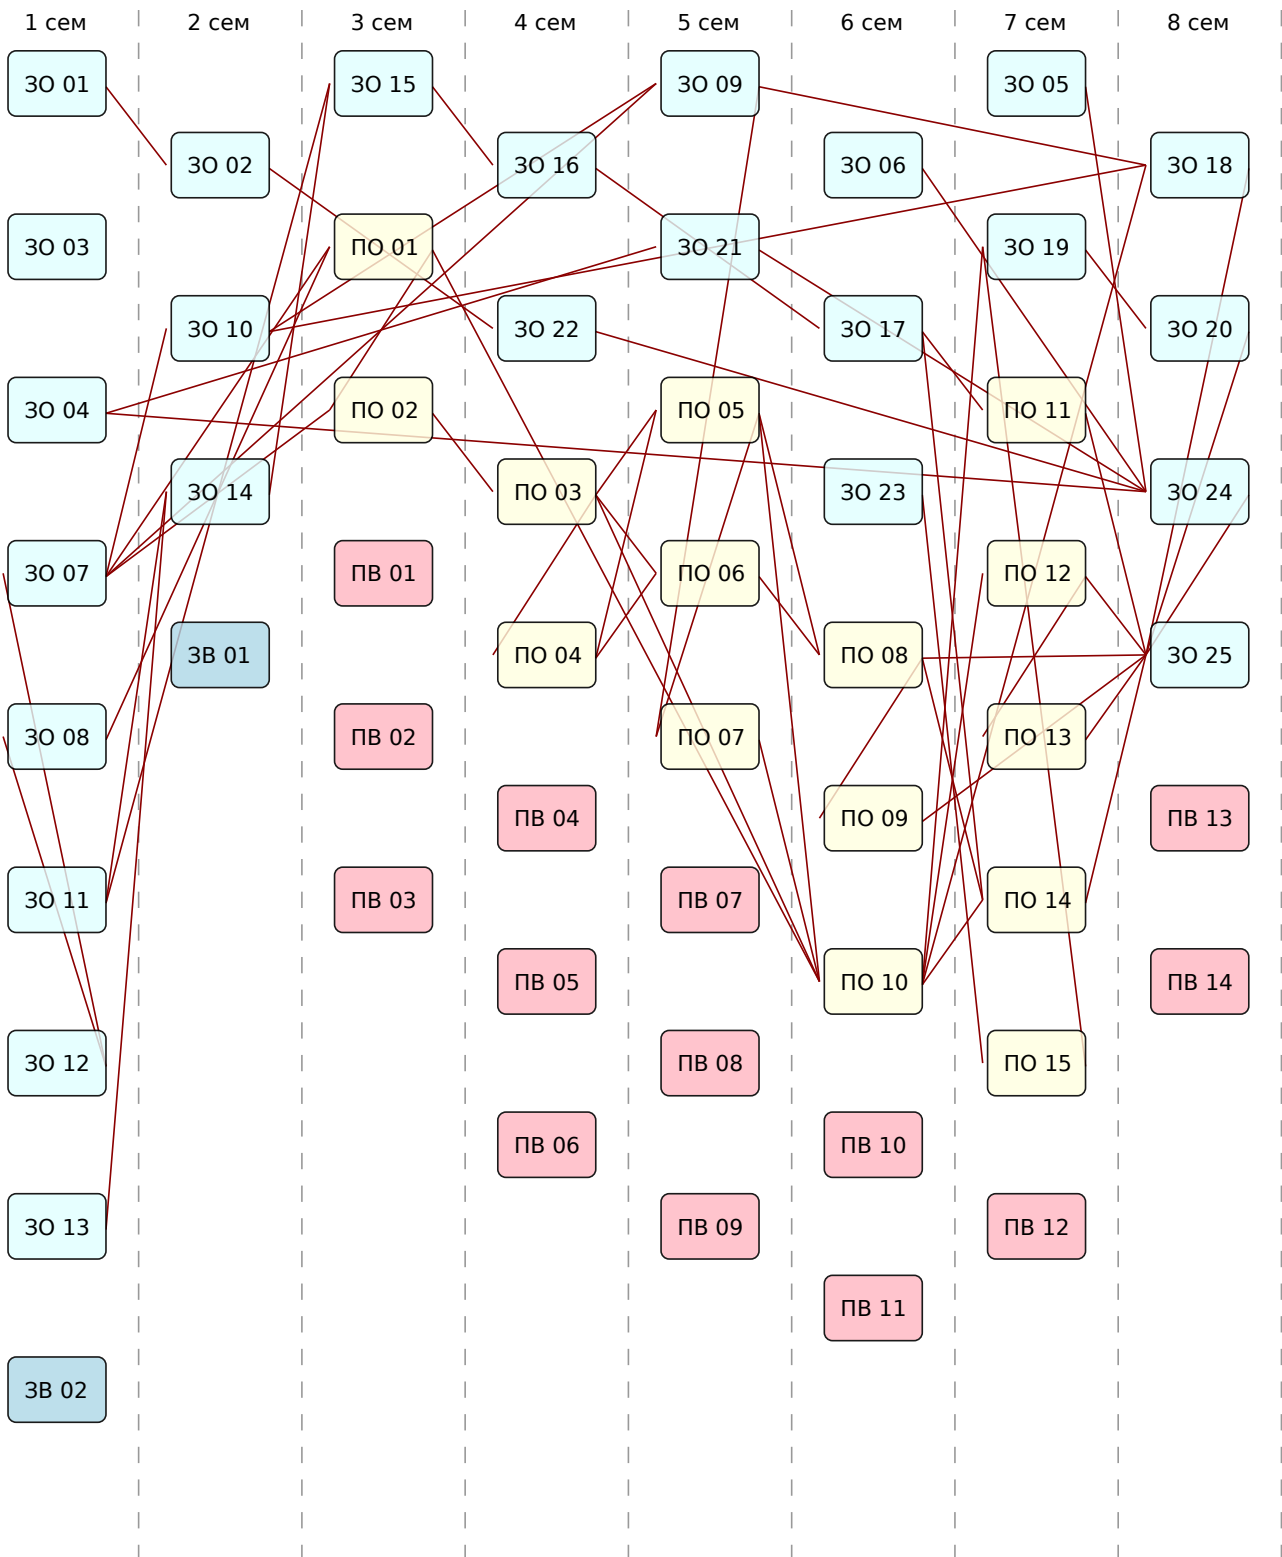 1 сем 2 сем 3 сем 4 сем 5 сем 6 сем 7 сем 8 сем
ЗО 01 ЗО 15 ЗО 09 ЗО 05
ЗО 02 ЗО 16 ЗО 06 ЗО 18
ЗО 03 ПО 01 ЗО 21 ЗО 19
ЗО 10 ЗО 22 ЗО 17 ЗО 20
ЗО 04 ПО 02 ПО 05 ПО 11
ЗО 14 ПО 03 ЗО 23 ЗО 24
ЗО 07 ПВ 01 ПО 06 ПО 12
ЗВ 01 ПО 04 ПО 08 ЗО 25
ЗО 08 ПВ 02 ПО 07 ПО 13
ПВ 04 ПО 09 ПВ 13
ЗО 11 ПВ 03 ПВ 07 ПО 14
ПВ 05 ПО 10 ПВ 14
ЗО 12 ПВ 08 ПО 15
ПВ 06 ПВ 10
ЗО 13 ПВ 09 ПВ 12
ПВ 11
ЗВ 02